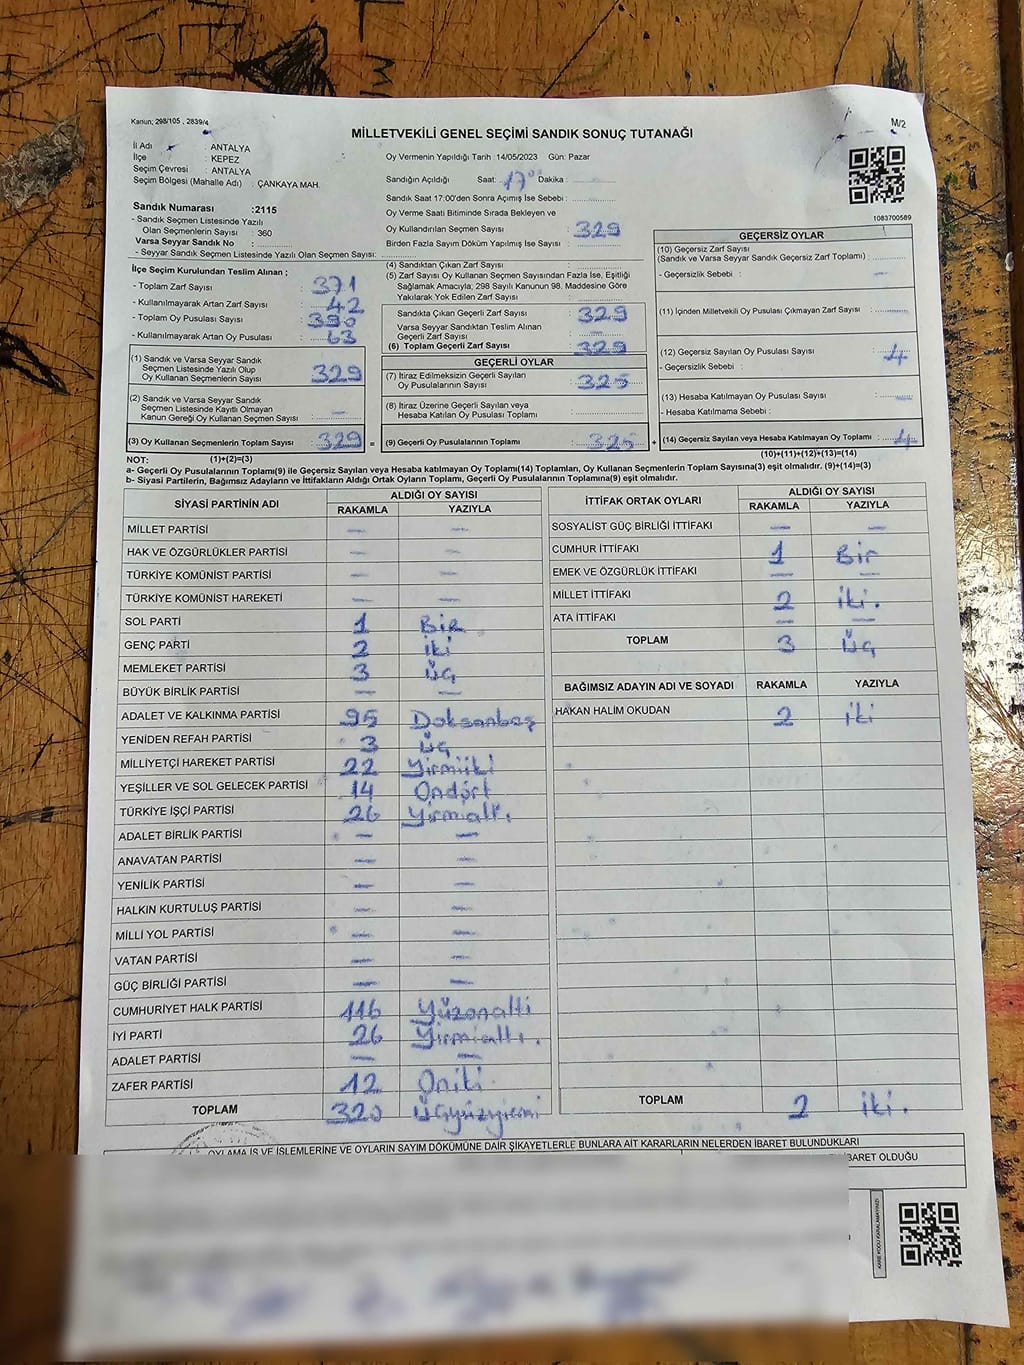 Kanun; 298/105 , 2839/4
M/2
MİLLETVEKİLİ GENEL SEÇİMİ SANDIK SONUÇ TUTANAĞI
İl Adı : ANTALYA
İlçe : KEPEZ
Seçim Çevresi : ANTALYA
Seçim Bölgesi (Mahalle Adı) : ÇANKAYA MAH.
Oy Vermenin Yapıldığı Tarih :14/05/2023 Gün: Pazar
Sandığın Açıldığı Saat: 17⁰⁰ Dakika :
Sandık Saat 17:00'den Sonra Açılmış İse Sebebi :
Oy Verme Saati Bitiminde Sırada Bekleyen ve
Oy Kullandırılan Seçmen Sayısı : 329
Birden Fazla Sayım Döküm Yapılmış İse Sayısı :
1083700589
Sandık Numarası :2115
- Sandık Seçmen Listesinde Yazılı
Olan Seçmenlerin Sayısı : 360
Varsa Seyyar Sandık No :
- Seyyar Sandık Seçmen Listesinde Yazılı Olan Seçmen Sayısı:
İlçe Seçim Kurulundan Teslim Alınan ;
- Toplam Zarf Sayısı : 371
- Kullanılmayarak Artan Zarf Sayısı : 42
- Toplam Oy Pusulası Sayısı :
- Kullanılmayarak Artan Oy Pusulası : 63
(1) Sandık ve Varsa Seyyar Sandık
Seçmen Listesinde Yazılı Olup
Oy Kullanan Seçmenlerin Sayısı : 329
(2) Sandık ve Varsa Seyyar Sandık
Seçmen Listesinde Kayıtlı Olmayan
Kanun Gereği Oy Kullanan Seçmen Sayısı : —
(3) Oy Kullanan Seçmenlerin Toplam Sayısı : 329 =
(4) Sandıktan Çıkan Zarf Sayısı :
(5) Zarf Sayısı Oy Kullanan Seçmen Sayısından Fazla İse, Eşitliği
Sağlamak Amacıyla; 298 Sayılı Kanunun 98. Maddesine Göre
Yakılarak Yok Edilen Zarf Sayısı :
Sandıkta Çıkan Geçerli Zarf Sayısı : 329
Varsa Seyyar Sandıktan Teslim Alınan
Geçerli Zarf Sayısı : —
(6) Toplam Geçerli Zarf Sayısı : 329
GEÇERLİ OYLAR
(7) İtiraz Edilmeksizin Geçerli Sayılan
Oy Pusulalarının Sayısı : 325
(8) İtiraz Üzerine Geçerli Sayılan veya
Hesaba Katılan Oy Pusulası Toplamı :
(9) Geçerli Oy Pusulalarının Toplamı : 325 +
GEÇERSİZ OYLAR
(10) Geçersiz Zarf Sayısı
(Sandık ve Varsa Seyyar Sandık Geçersiz Zarf Toplamı) :
- Geçersizlik Sebebi : —
(11) İçinden Milletvekili Oy Pusulası Çıkmayan Zarf Sayısı :
(12) Geçersiz Sayılan Oy Pusulası Sayısı : 4
- Geçersizlik Sebebi :
(13) Hesaba Katılmayan Oy Pusulası Sayısı : —
- Hesaba Katılmama Sebebi :
(14) Geçersiz Sayılan veya Hesaba Katılmayan Oy Toplamı : 4
NOT: (1)+(2)=(3)
(10)+(11)+(12)+(13)=(14)
a- Geçerli Oy Pusulalarının Toplamı(9) ile Geçersiz Sayılan veya Hesaba katılmayan Oy Toplamı(14) Toplamları, Oy Kullanan Seçmenlerin Toplam Sayısına(3) eşit olmalıdır. (9)+(14)=(3)
b- Siyasi Partilerin, Bağımsız Adayların ve İttifakların Aldığı Ortak Oyların Toplamı, Geçerli Oy Pusulalarının Toplamına(9) eşit olmalıdır.
SİYASİ PARTİNİN ADI ALDIĞI OY SAYISI
RAKAMLA YAZIYLA
MİLLET PARTİSİ — —
HAK VE ÖZGÜRLÜKLER PARTİSİ — —
TÜRKİYE KOMÜNİST PARTİSİ — —
TÜRKİYE KOMÜNİST HAREKETİ — —
SOL PARTİ 1 BİR
GENÇ PARTİ 2 iki
MEMLEKET PARTİSİ 3 üç
BÜYÜK BİRLİK PARTİSİ — —
ADALET VE KALKINMA PARTİSİ 95 Doksanbeş
YENİDEN REFAH PARTİSİ 3 üç
MİLLİYETÇİ HAREKET PARTİSİ 22 Yirmiiki
YEŞİLLER VE SOL GELECEK PARTİSİ 14 Ondört
TÜRKİYE İŞÇİ PARTİSİ 26 Yirmialtı.
ADALET BİRLİK PARTİSİ — —
ANAVATAN PARTİSİ — —
YENİLİK PARTİSİ — —
HALKIN KURTULUŞ PARTİSİ — —
MİLLİ YOL PARTİSİ — —
VATAN PARTİSİ — —
GÜÇ BİRLİĞİ PARTİSİ — —
CUMHURİYET HALK PARTİSİ 116 Yüzonaltı
İYİ PARTİ 26 Yirmialtı.
ADALET PARTİSİ — —
ZAFER PARTİSİ 12 Oniki
TOPLAM 320 Üçyüzyirmi
İTTİFAK ORTAK OYLARI ALDIĞI OY SAYISI
RAKAMLA YAZIYLA
SOSYALİST GÜÇ BİRLİĞİ İTTİFAKI — —
CUMHUR İTTİFAKI 1 Bir
EMEK VE ÖZGÜRLÜK İTTİFAKI — —
MİLLET İTTİFAKI 2 iki.
ATA İTTİFAKI — —
TOPLAM 3 üç
BAĞIMSIZ ADAYIN ADI VE SOYADI RAKAMLA YAZIYLA
HAKAN HALİM OKUDAN 2 iki
TOPLAM 2 iki.
OYLAMA İŞ VE İŞLEMLERİNE VE OYLARIN SAYIM DÖKÜMÜNE DAİR ŞİKAYETLERLE BUNLARA AİT KARARLARIN NELERDEN İBARET BULUNDUKLARI
İBARET OLDUĞU
KARE KODU KARALAMAYINIZ!